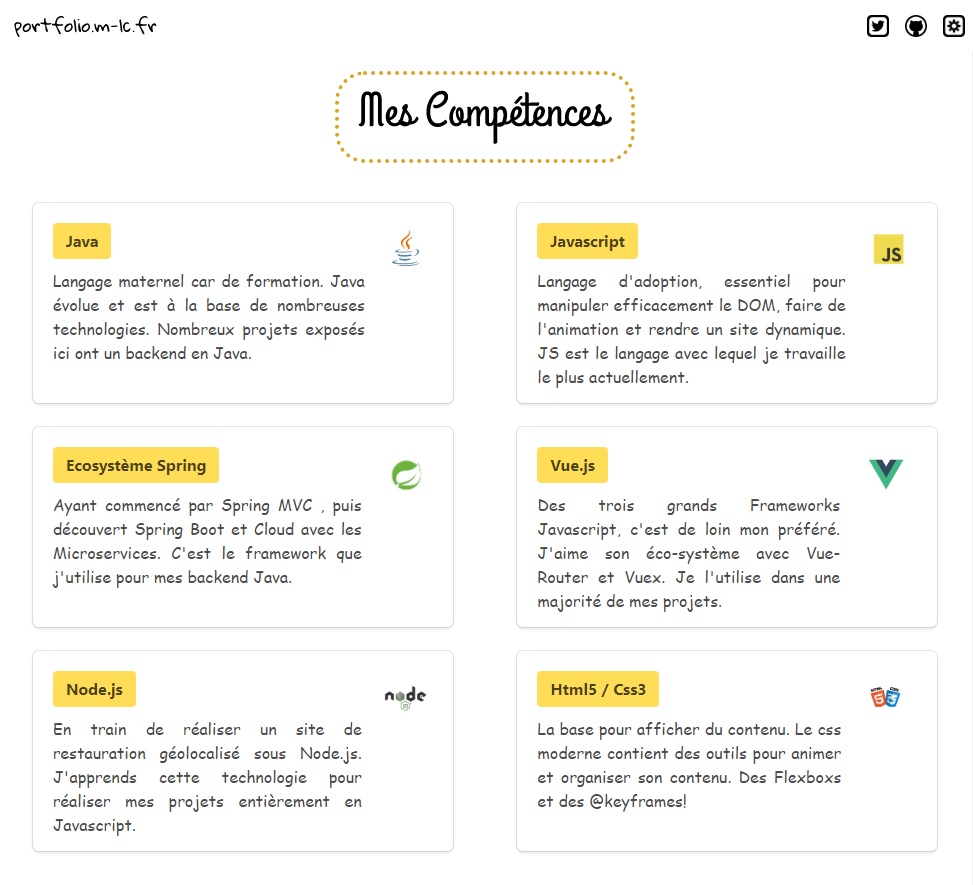 portfolio.m-lc.fr
Mes Compétences
Java
Langage maternel car de formation. Java
évolue et est à la base de nombreuses
technologies. Nombreux projets exposés
ici ont un backend en Java.
Javascript
JS
Langage d'adoption, essentiel pour
manipuler efficacement le DOM, faire de
l'animation et rendre un site dynamique.
JS est le langage avec lequel je travaille
le plus actuellement.
Ecosystème Spring
Ayant commencé par Spring MVC , puis
découvert Spring Boot et Cloud avec les
Microservices. C'est le framework que
j'utilise pour mes backend Java.
Vue.js
Des trois grands Frameworks
Javascript, c'est de loin mon préféré.
J'aime son éco-système avec Vue-
Router et Vuex. Je l'utilise dans une
majorité de mes projets.
Node.js
node
JS
En train de réaliser un site de
restauration géolocalisé sous Node.js.
J'apprends cette technologie pour
réaliser mes projets entièrement en
Javascript.
Html5 / Css3
HTML CSS
5 3
La base pour afficher du contenu. Le css
moderne contient des outils pour animer
et organiser son contenu. Des Flexboxs
et des @keyframes!